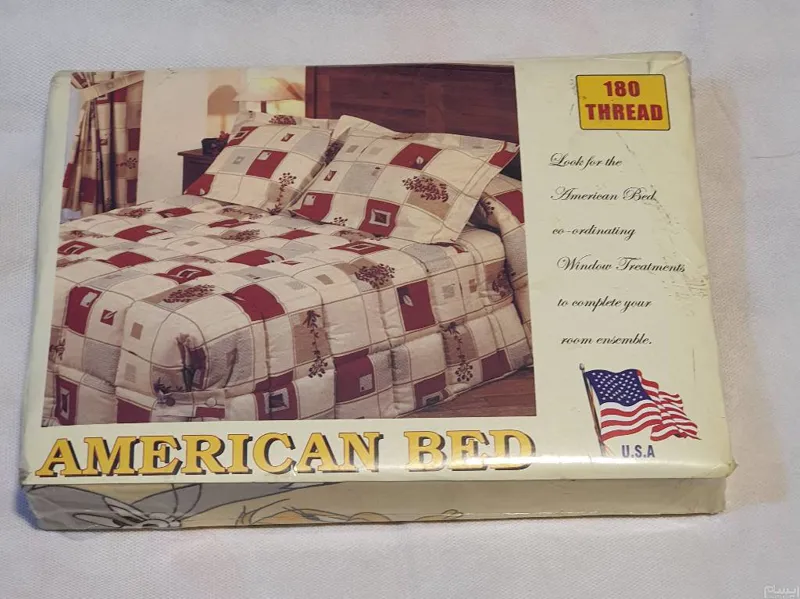 180
THREAD
Look for the
American Bed
co-ordinating
Window Treatments
to complete your
room ensemble.
U.S.A
AMERICAN BED